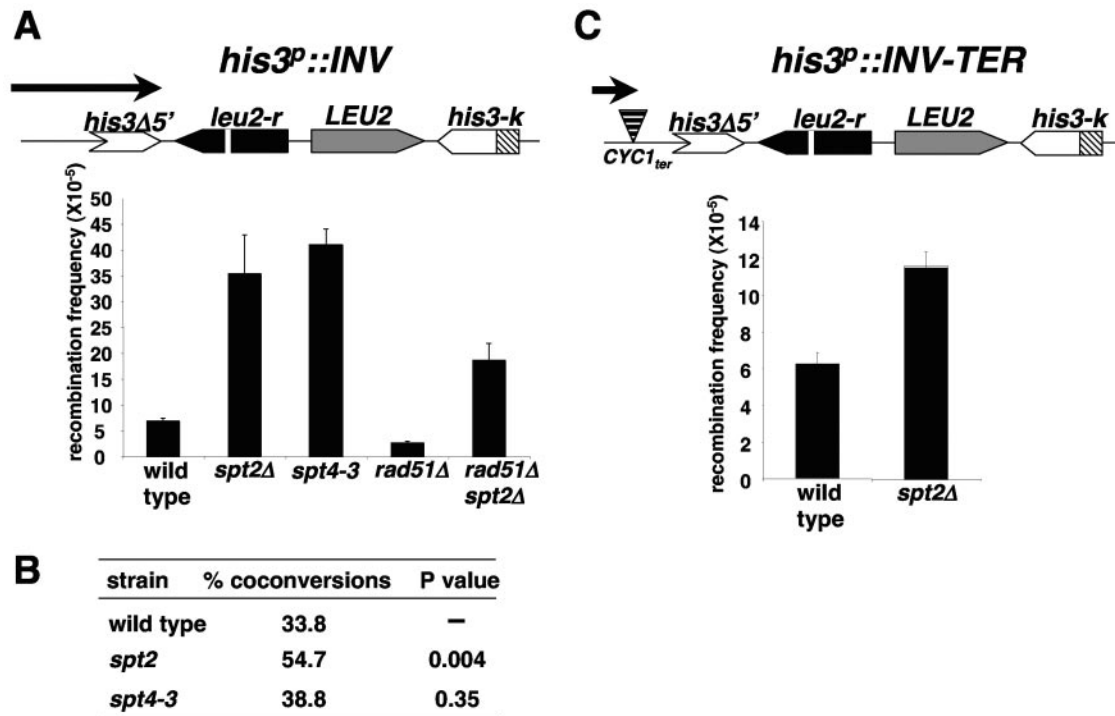 A
his3ᵖ::INV
his3Δ5' leu2-r LEU2 his3-k
recombination frequency (X10⁻⁵)
50
45
40
35
30
25
20
15
10
5
0
wild type
spt2Δ
spt4-3
rad51Δ
rad51Δ spt2Δ
B
strain % coconversions P value
wild type 33.8 –
spt2 54.7 0.004
spt4-3 38.8 0.35
C
his3ᵖ::INV-TER
his3Δ5' leu2-r LEU2 his3-k
CYC1ter
recombination frequency (X10⁻⁵)
14
12
10
8
6
4
2
0
wild type
spt2Δ